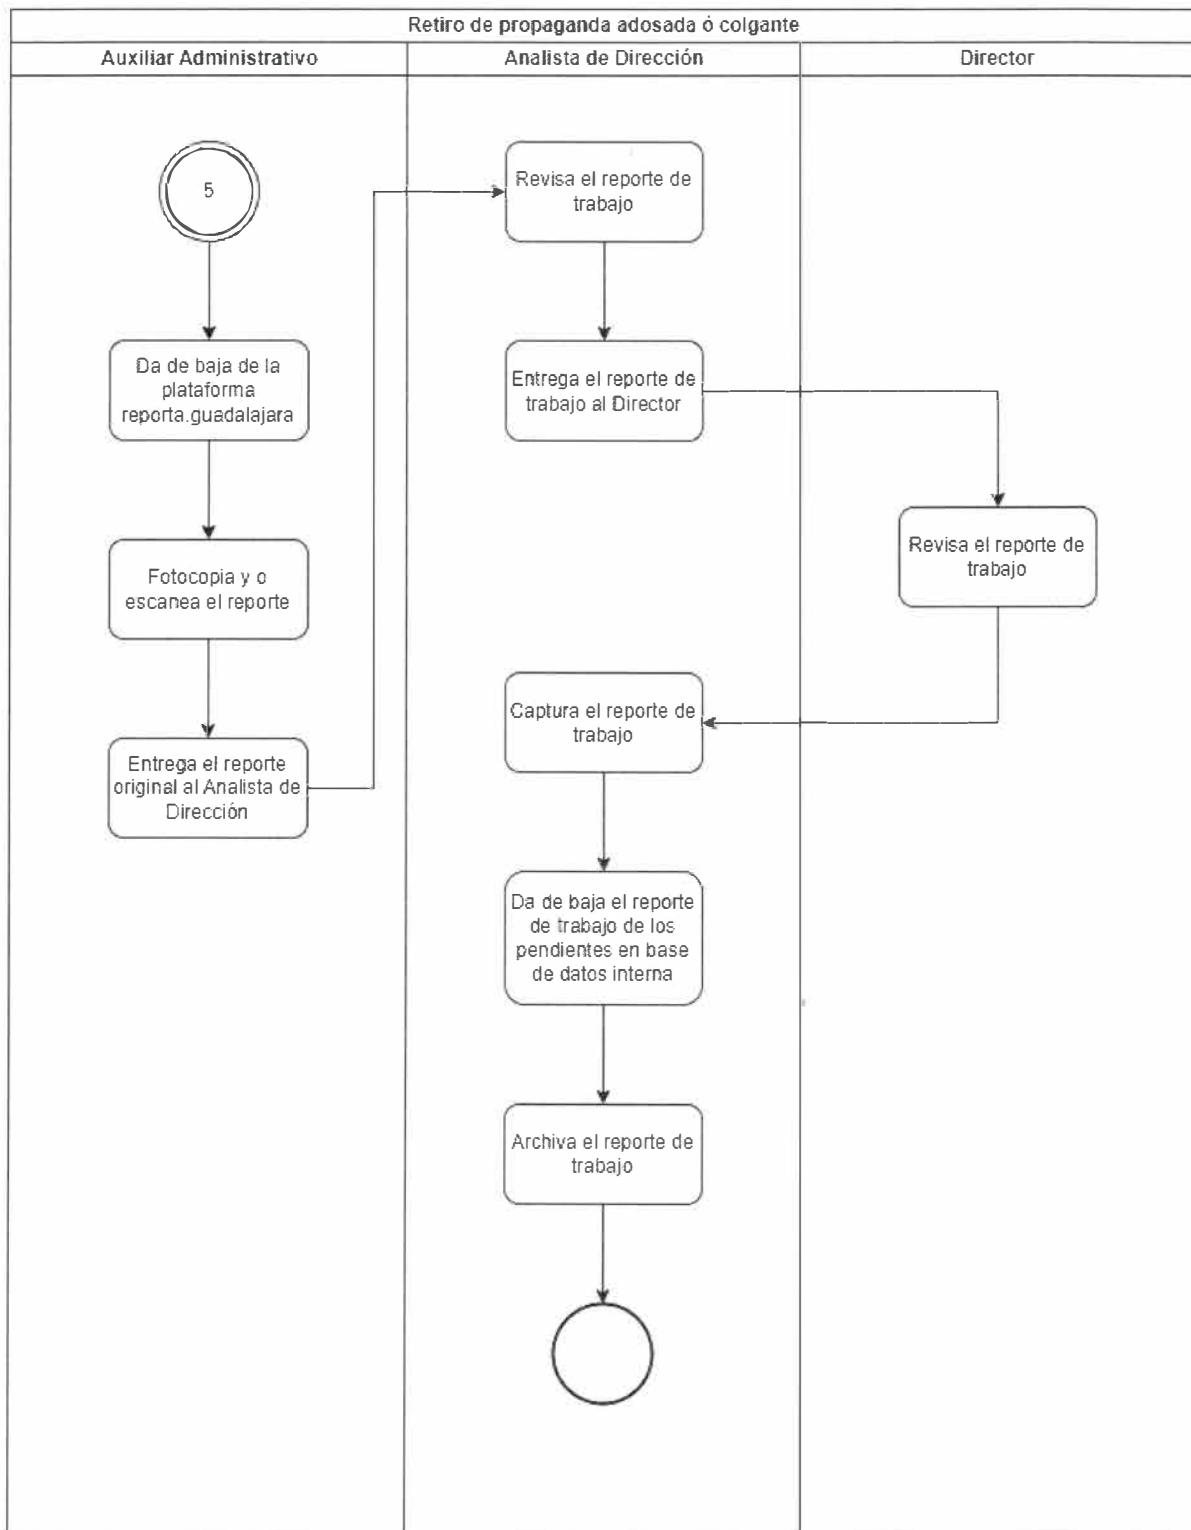 Retiro de propaganda adosada ó colgante
Auxiliar Administrativo
Analista de Dirección
Director
5
Da de baja de la
plataforma
reporta.guadalajara
Fotocopia y o
escanea el reporte
Entrega el reporte
original al Analista de
Dirección
Revisa el reporte de
trabajo
Entrega el reporte de
trabajo al Director
Revisa el reporte de
trabajo
Captura el reporte de
trabajo
Da de baja el reporte
de trabajo de los
pendientes en base
de datos interna
Archiva el reporte de
trabajo